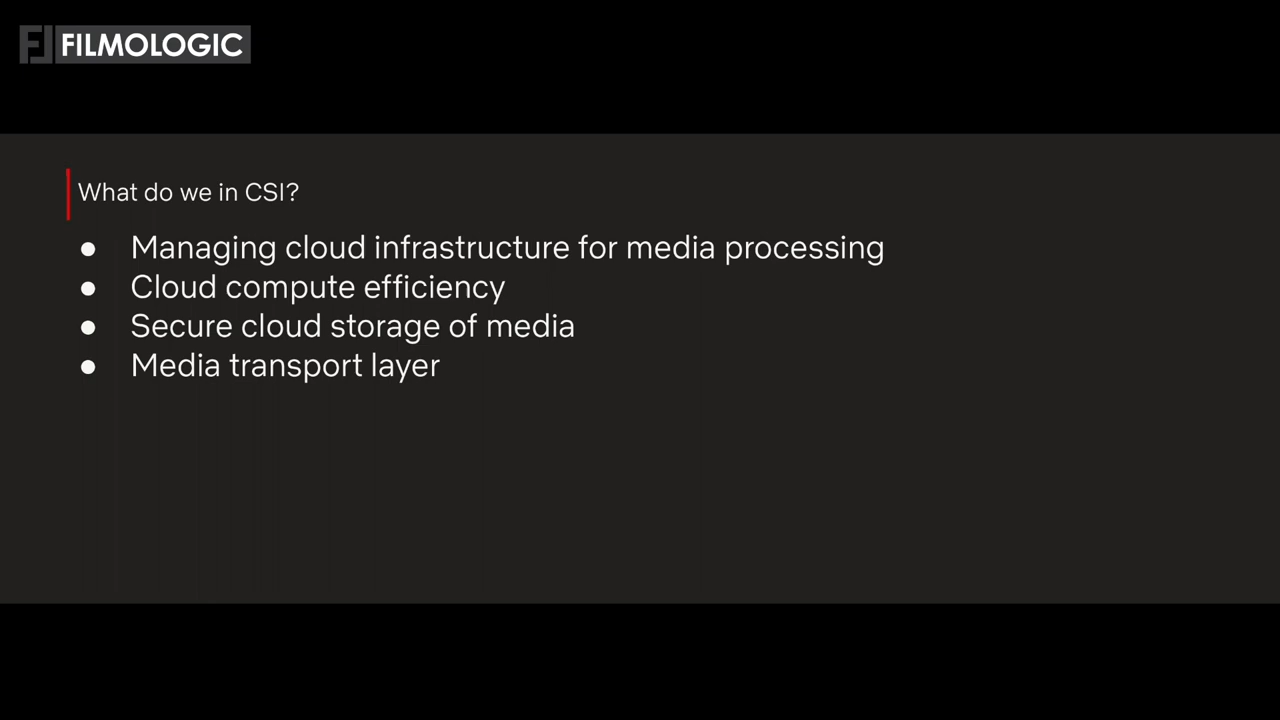 FILMOLOGIC
What do we in CSI?
● Managing cloud infrastructure for media processing
● Cloud compute efficiency
● Secure cloud storage of media
● Media transport layer